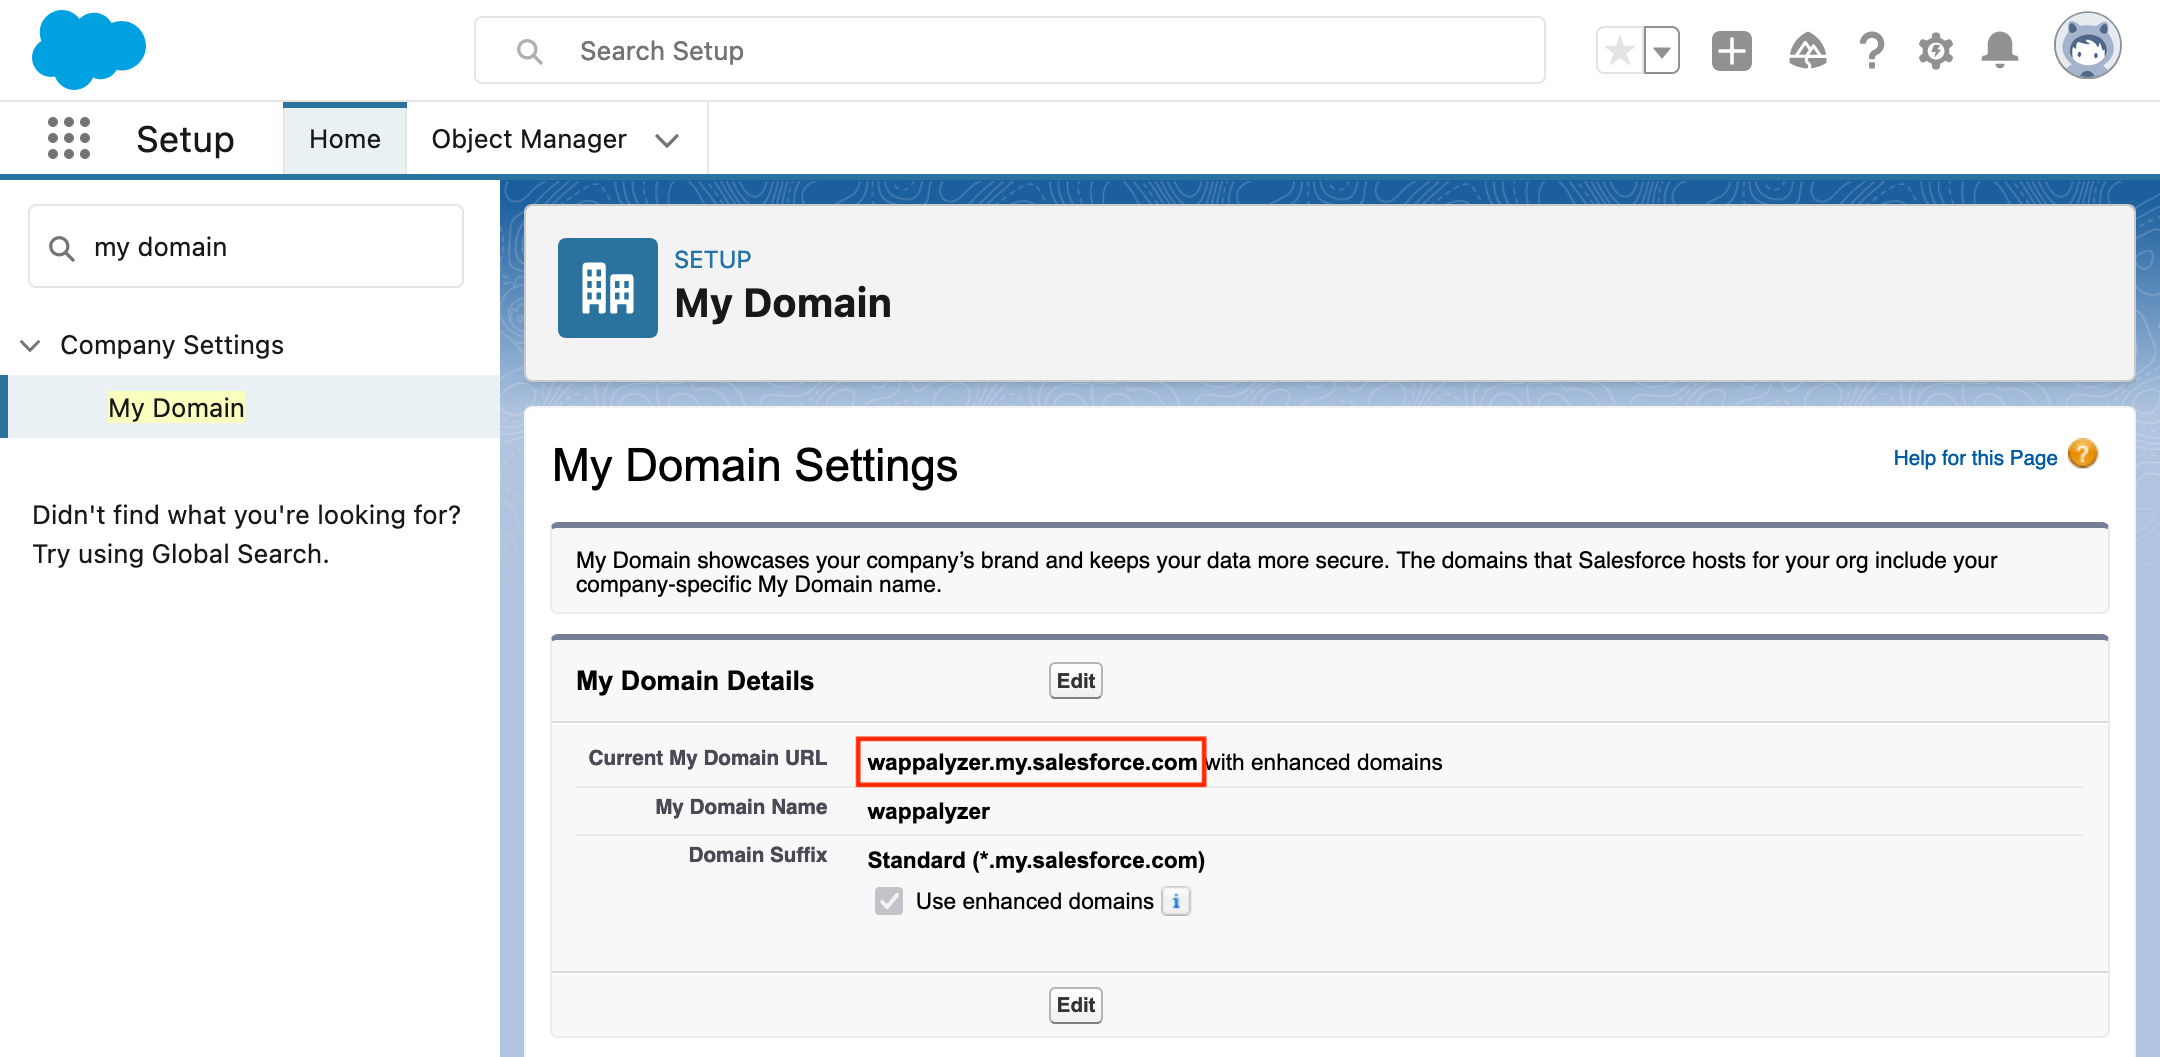 Search Setup
Setup
Home
Object Manager
my domain
Company Settings
My Domain
Didn't find what you're looking for?
Try using Global Search.
SETUP
My Domain
My Domain Settings
Help for this Page
My Domain showcases your company’s brand and keeps your data more secure. The domains that Salesforce hosts for your org include your
company-specific My Domain name.
My Domain Details
Edit
Current My Domain URL
wappalyzer.my.salesforce.com with enhanced domains
My Domain Name
wappalyzer
Domain Suffix
Standard (*.my.salesforce.com)
Use enhanced domains
Edit